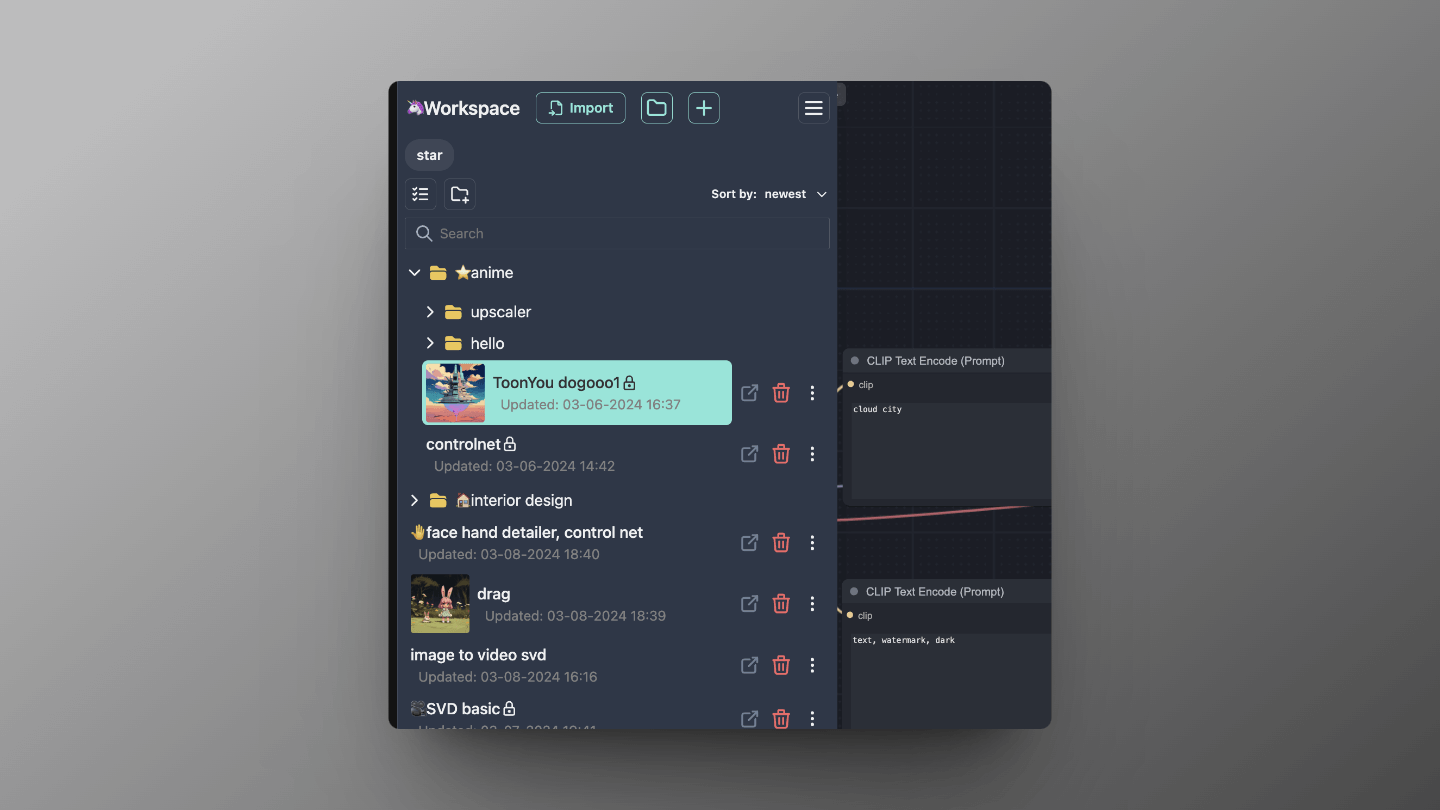 🦄Workspace
Import
star
Sort by: newest
Search
⭐anime
upscaler
hello
ToonYou dogooo1
Updated: 03-06-2024 16:37
controlnet
Updated: 03-06-2024 14:42
🏠interior design
🤚face hand detailer, control net
Updated: 03-08-2024 18:40
drag
Updated: 03-08-2024 18:39
image to video svd
Updated: 03-08-2024 16:16
SVD basic
CLIP Text Encode (Prompt)
clip
cloud city
CLIP Text Encode (Prompt)
clip
text, watermark, dark